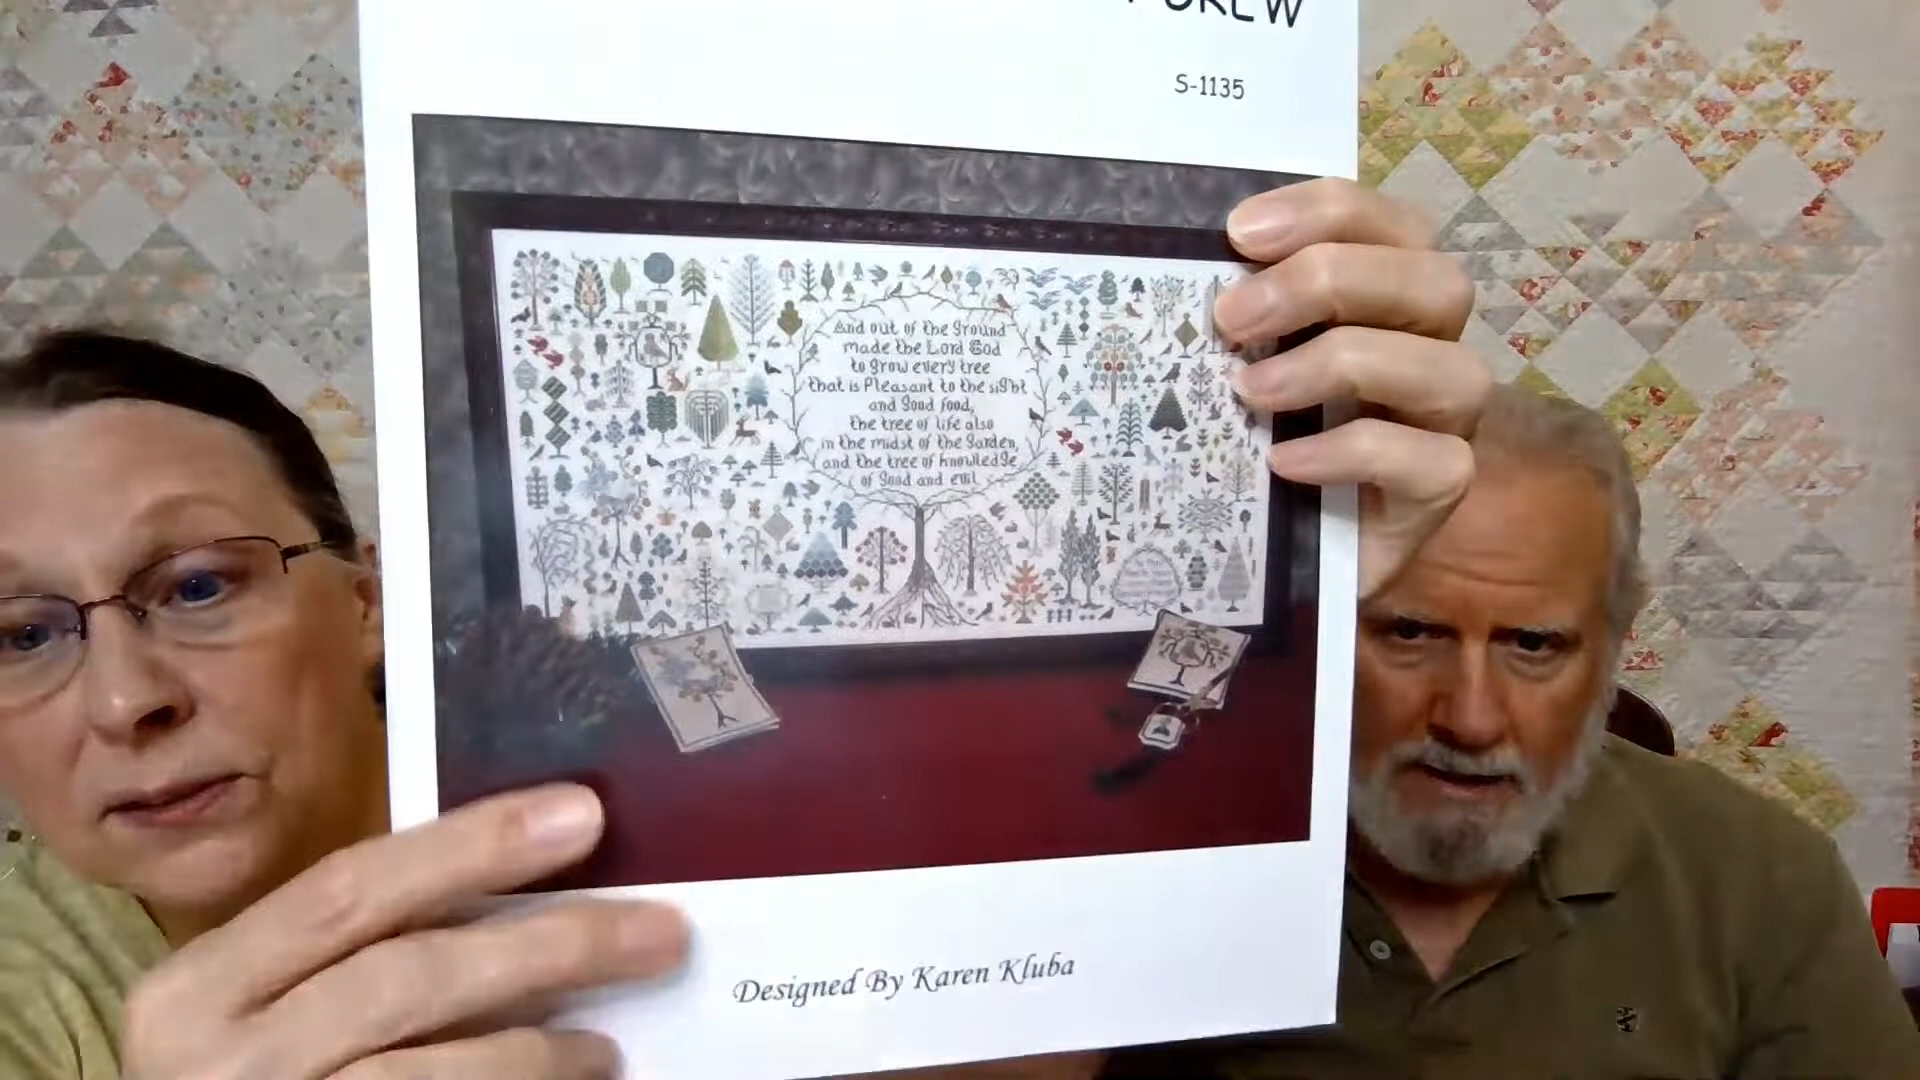 GREW
S-1135
And out of the Ground
made the Lord God
to Grow every tree
that is Pleasant to the sight
and Good food,
the tree of life also
in the midst of the Garden,
and the tree of knowledge
of Good and evil
Designed By Karen Kluba